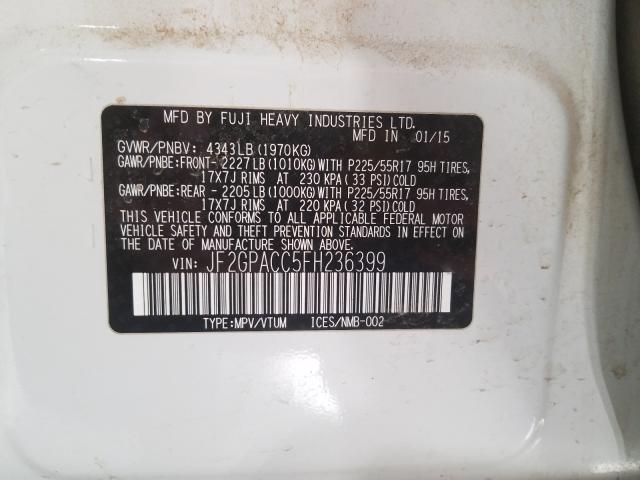 MFD BY FUJI HEAVY INDUSTRIES LTD.
MFD IN 01/15
GVWR/PNBV: 4343LB(1970KG)
GAWR/PNBE:FRONT- 2227LB(1010KG)WITH P225/55R17 95H TIRES,
17X7J RIMS AT 230 KPA(33 PSI)COLD
GAWR/PNBE:REAR - 2205LB(1000KG)WITH P225/55R17 95H TIRES,
17X7J RIMS AT 220 KPA(32 PSI)COLD
THIS VEHICLE CONFORMS TO ALL APPLICABLE FEDERAL MOTOR
VEHICLE SAFETY AND THEFT PREVENTION STANDARDS IN EFFECT ON
THE DATE OF MANUFACTURE SHOWN ABOVE.
VIN: JF2GPACC5FH236399
TYPE:MPV/VTUM ICES/NMB-002